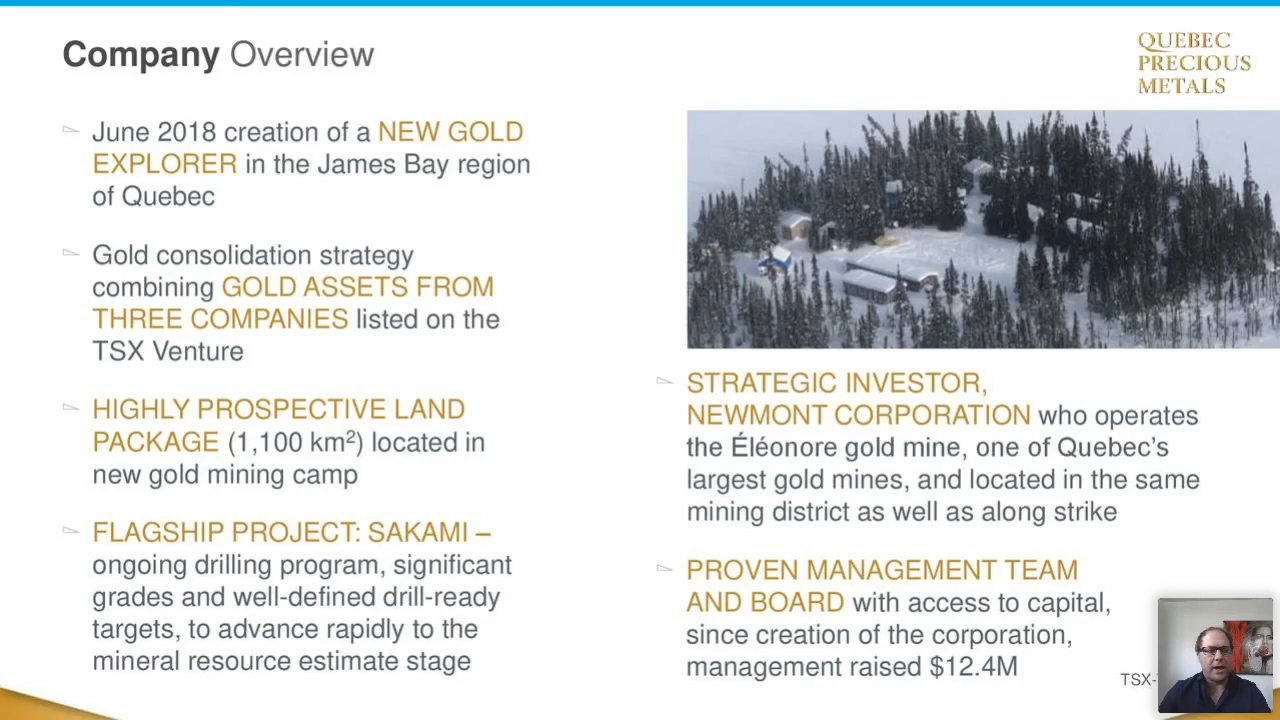 Company Overview
QUEBEC
PRECIOUS
METALS
June 2018 creation of a NEW GOLD
EXPLORER in the James Bay region
of Quebec
Gold consolidation strategy
combining GOLD ASSETS FROM
THREE COMPANIES listed on the
TSX Venture
HIGHLY PROSPECTIVE LAND
PACKAGE (1,100 km²) located in
new gold mining camp
FLAGSHIP PROJECT: SAKAMI –
ongoing drilling program, significant
grades and well-defined drill-ready
targets, to advance rapidly to the
mineral resource estimate stage
STRATEGIC INVESTOR,
NEWMONT CORPORATION who operates
the Éléonore gold mine, one of Quebec’s
largest gold mines, and located in the same
mining district as well as along strike
PROVEN MANAGEMENT TEAM
AND BOARD with access to capital,
since creation of the corporation,
management raised $12.4M
TSX-